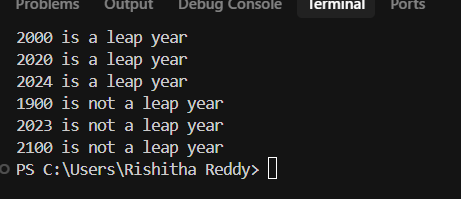 Problems Output Debug Console Terminal Ports
2000 is a leap year
2020 is a leap year
2024 is a leap year
1900 is not a leap year
2023 is not a leap year
2100 is not a leap year
PS C:\Users\Rishitha Reddy>